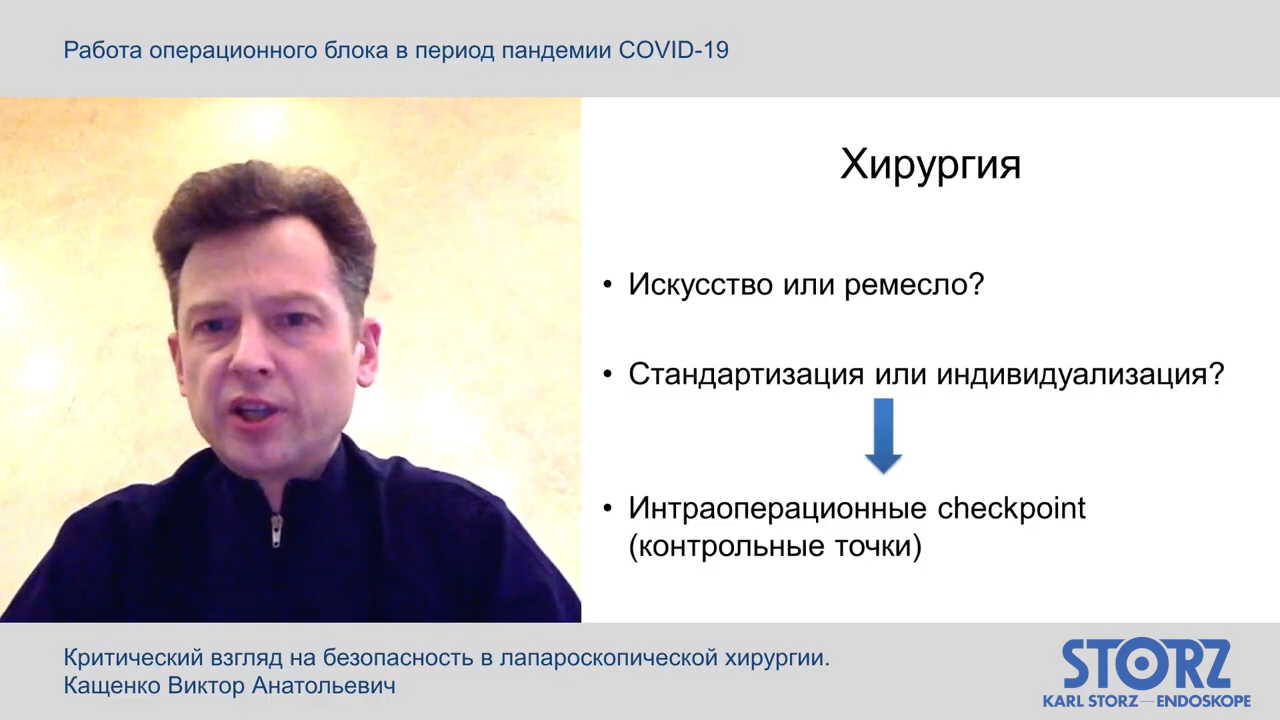 Работа операционного блока в период пандемии COVID-19
Хирургия
• Искусство или ремесло?
• Стандартизация или индивидуализация?
• Интраоперационные checkpoint
(контрольные точки)
Критический взгляд на безопасность в лапароскопической хирургии.
Кащенко Виктор Анатольевич
STORZ
KARL STORZ—ENDOSKOPE